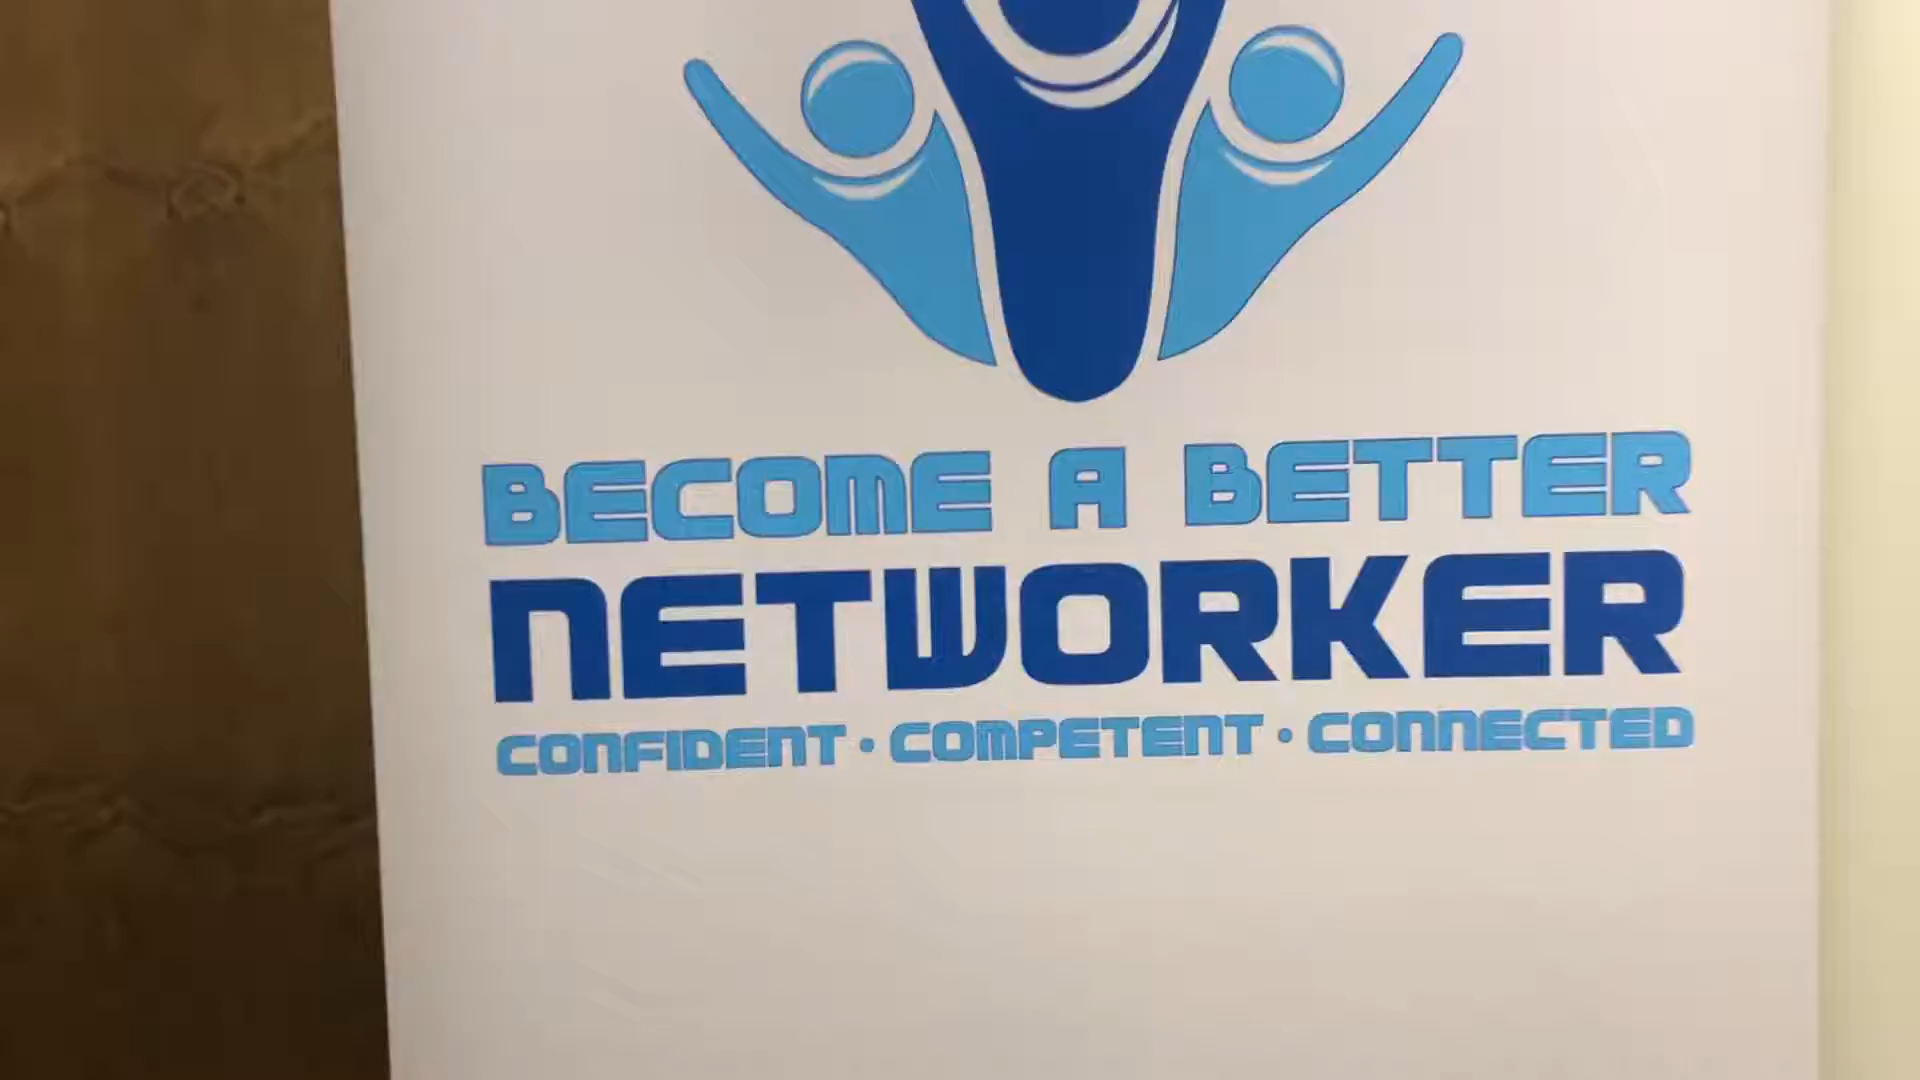 BECOME A BETTER
NETWORKER
CONFIDENT • COMPETENT • CONNECTED